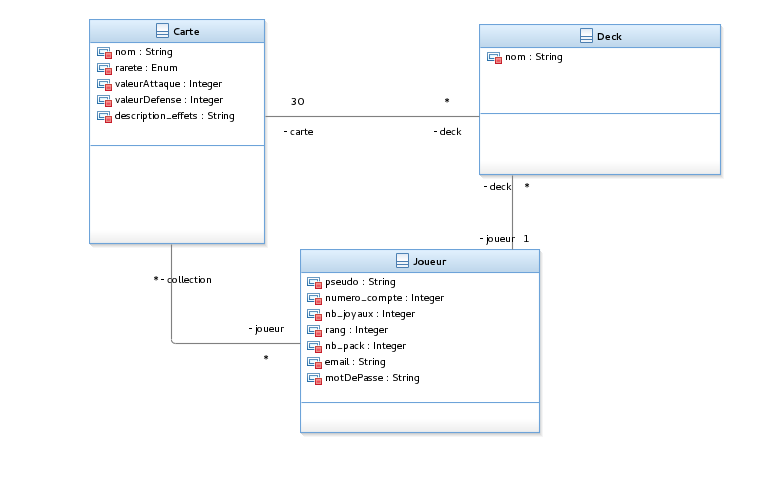 Carte
nom : String
rarete : Enum
valeurAttaque : Integer
valeurDefense : Integer
description_effets : String
Deck
nom : String
30
*
- carte
- deck
- deck *
- joueur 1
* - collection
- joueur
*
Joueur
pseudo : String
numero_compte : Integer
nb_joyaux : Integer
rang : Integer
nb_pack : Integer
email : String
motDePasse : String